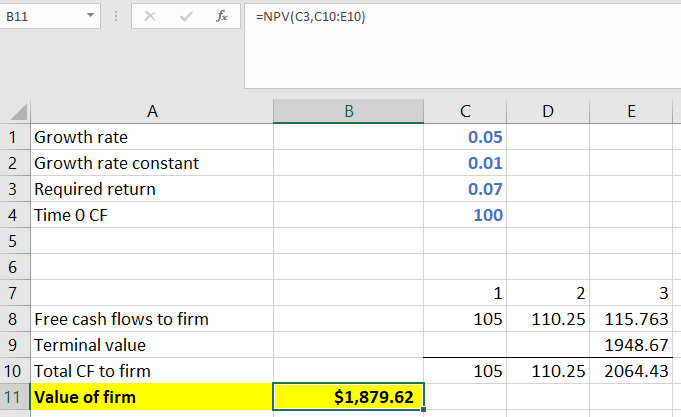 B11 fx =NPV(C3,C10:E10)
A B C D E
1 Growth rate 0.05
2 Growth rate constant 0.01
3 Required return 0.07
4 Time 0 CF 100
5
6
7 1 2 3
8 Free cash flows to firm 105 110.25 115.763
9 Terminal value 1948.67
10 Total CF to firm 105 110.25 2064.43
11 Value of firm $1,879.62